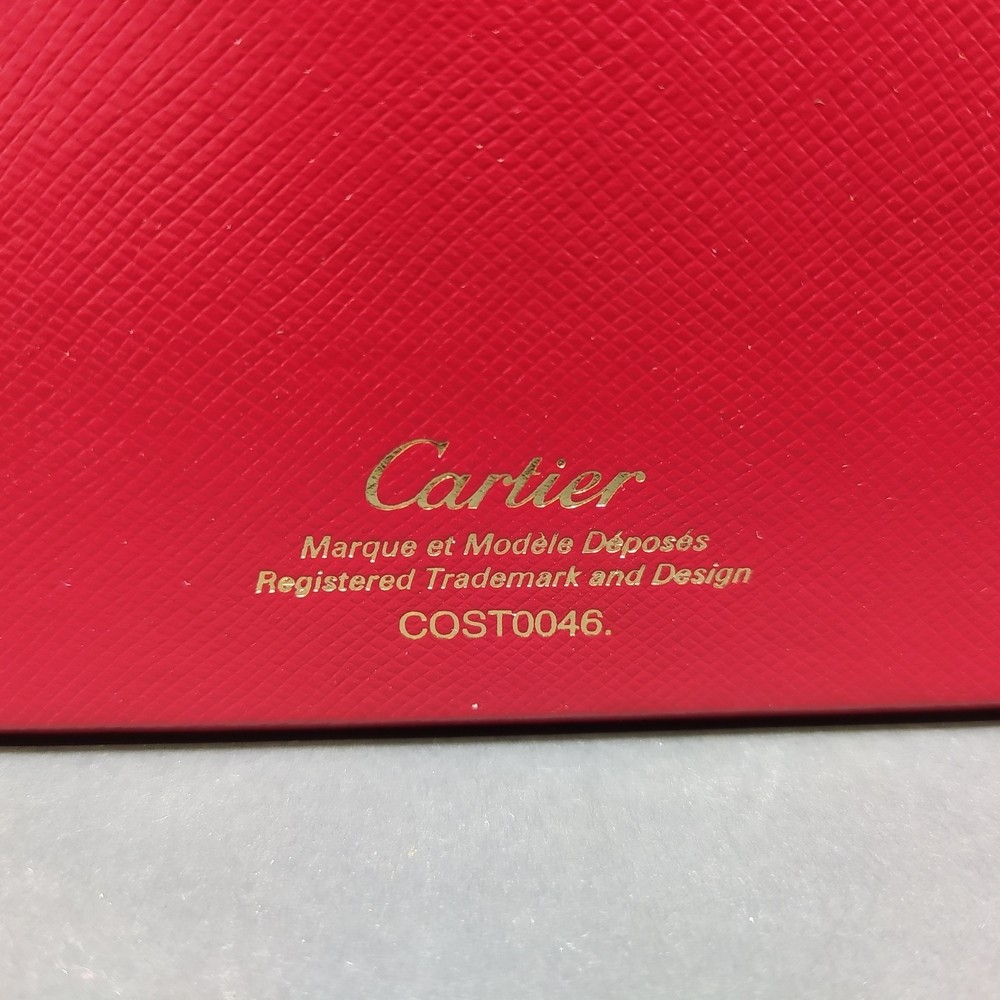 Cartier
Marque et Modèle Déposés
Registered Trademark and Design
COST0046.